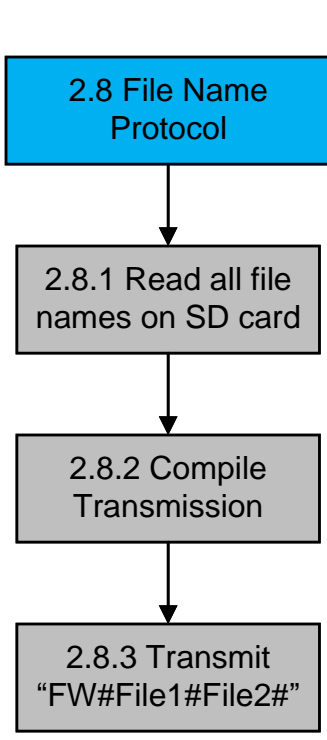 2.8 File Name
Protocol
2.8.1 Read all file
names on SD card
2.8.2 Compile
Transmission
2.8.3 Transmit
“FW#File1#File2#”